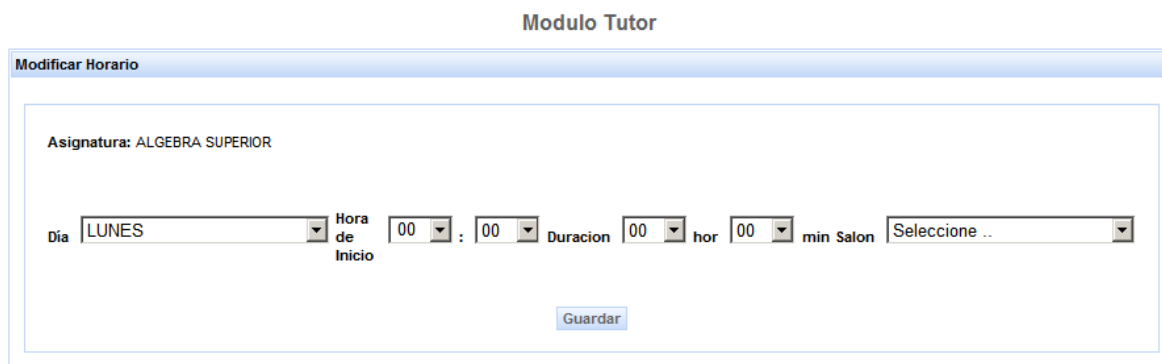 Modulo Tutor
Modificar Horario
Asignatura: ALGEBRA SUPERIOR
Día LUNES Hora de Inicio 00 : 00 Duracion 00 hor 00 min Salon Seleccione ..
Guardar